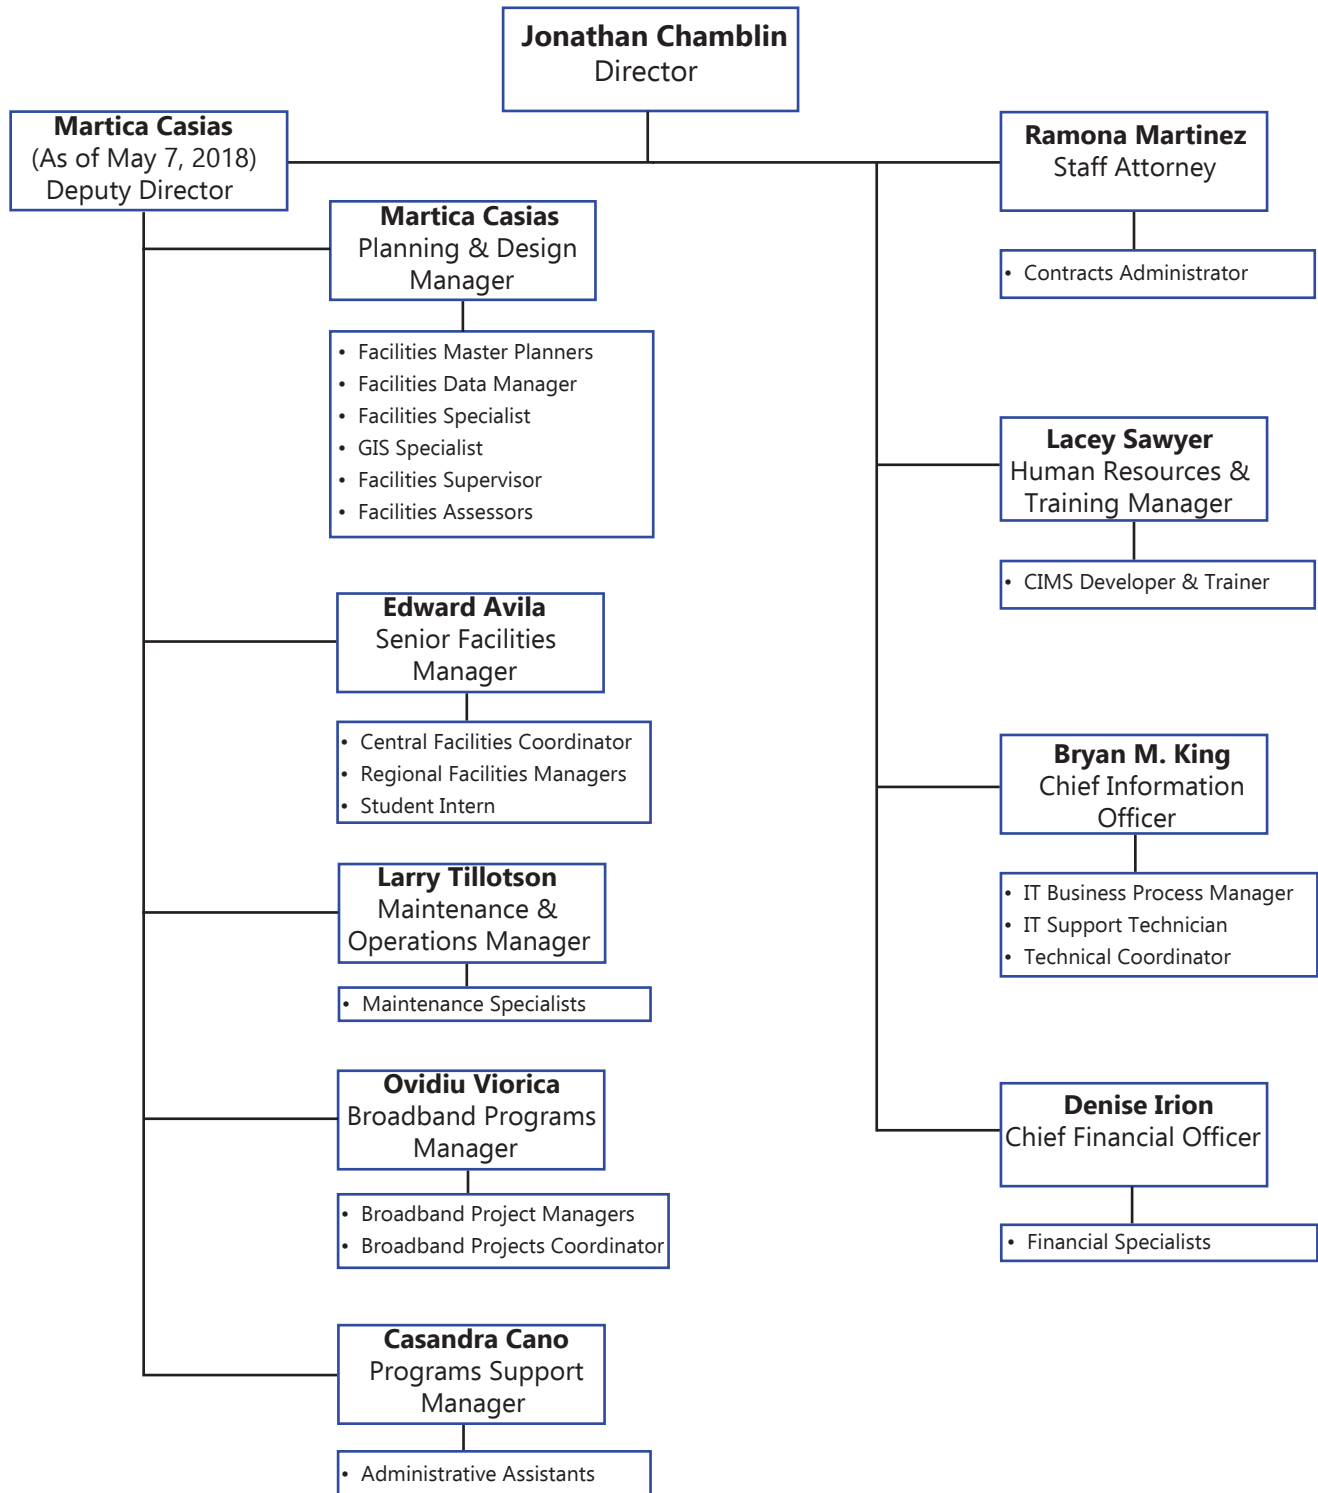 Jonathan Chamblin
Director
Martica Casias
(As of May 7, 2018)
Deputy Director
Martica Casias
Planning & Design
Manager
• Facilities Master Planners
• Facilities Data Manager
• Facilities Specialist
• GIS Specialist
• Facilities Supervisor
• Facilities Assessors
Edward Avila
Senior Facilities
Manager
• Central Facilities Coordinator
• Regional Facilities Managers
• Student Intern
Larry Tillotson
Maintenance &
Operations Manager
• Maintenance Specialists
Ovidiu Viorica
Broadband Programs
Manager
• Broadband Project Managers
• Broadband Projects Coordinator
Casandra Cano
Programs Support
Manager
• Administrative Assistants
Ramona Martinez
Staff Attorney
• Contracts Administrator
Lacey Sawyer
Human Resources &
Training Manager
• CIMS Developer & Trainer
Bryan M. King
Chief Information
Officer
• IT Business Process Manager
• IT Support Technician
• Technical Coordinator
Denise Irion
Chief Financial Officer
• Financial Specialists